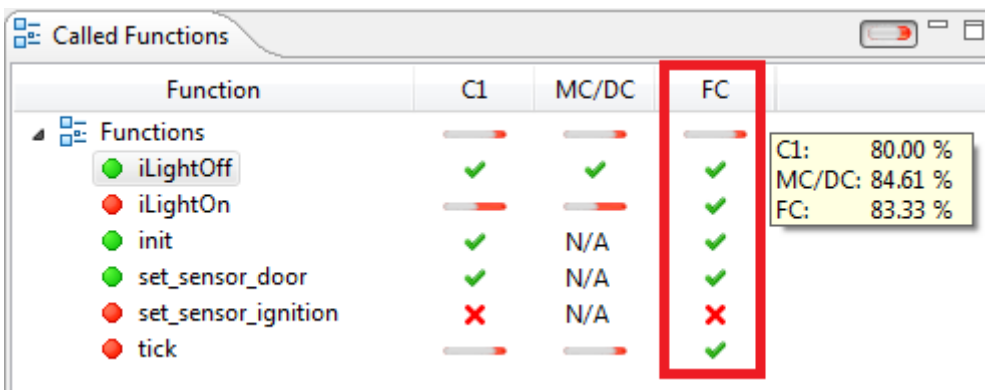 Called Functions
Function C1 MC/DC FC
Functions
iLightOff
iLightOn
init N/A
set_sensor_door N/A
set_sensor_ignition N/A
tick
C1: 80.00 %
MC/DC: 84.61 %
FC: 83.33 %